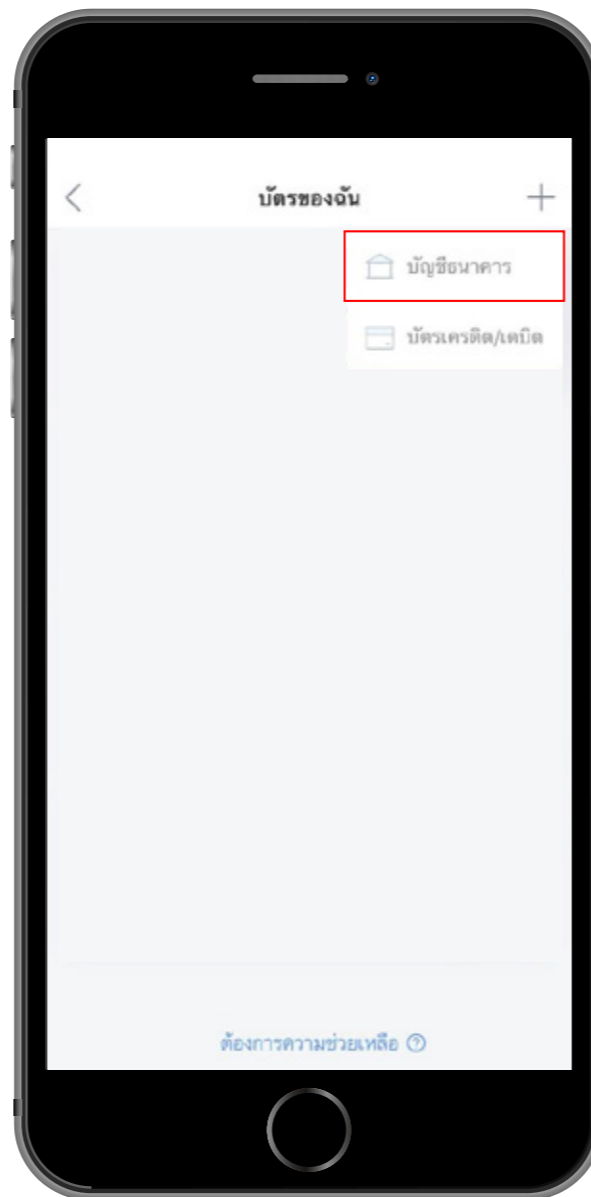 บัตรของฉัน
บัญชีธนาคาร
บัตรเครดิต/เดบิต
ต้องการความช่วยเหลือ